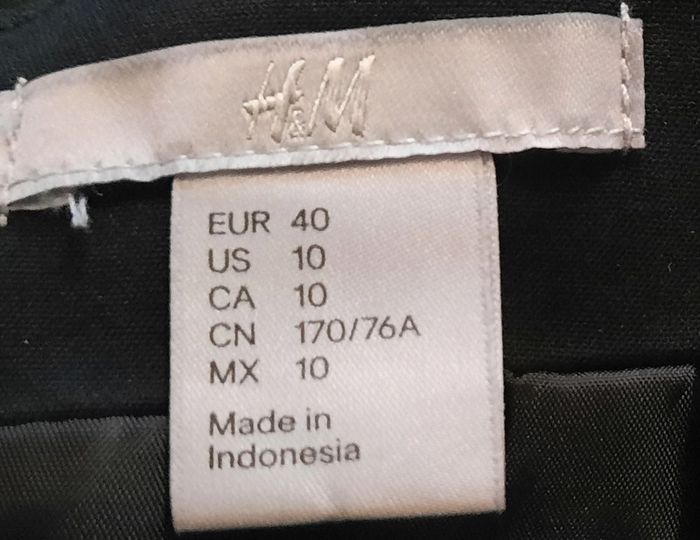 H&M
EUR 40
US 10
CA 10
CN 170/76A
MX 10
Made in
Indonesia